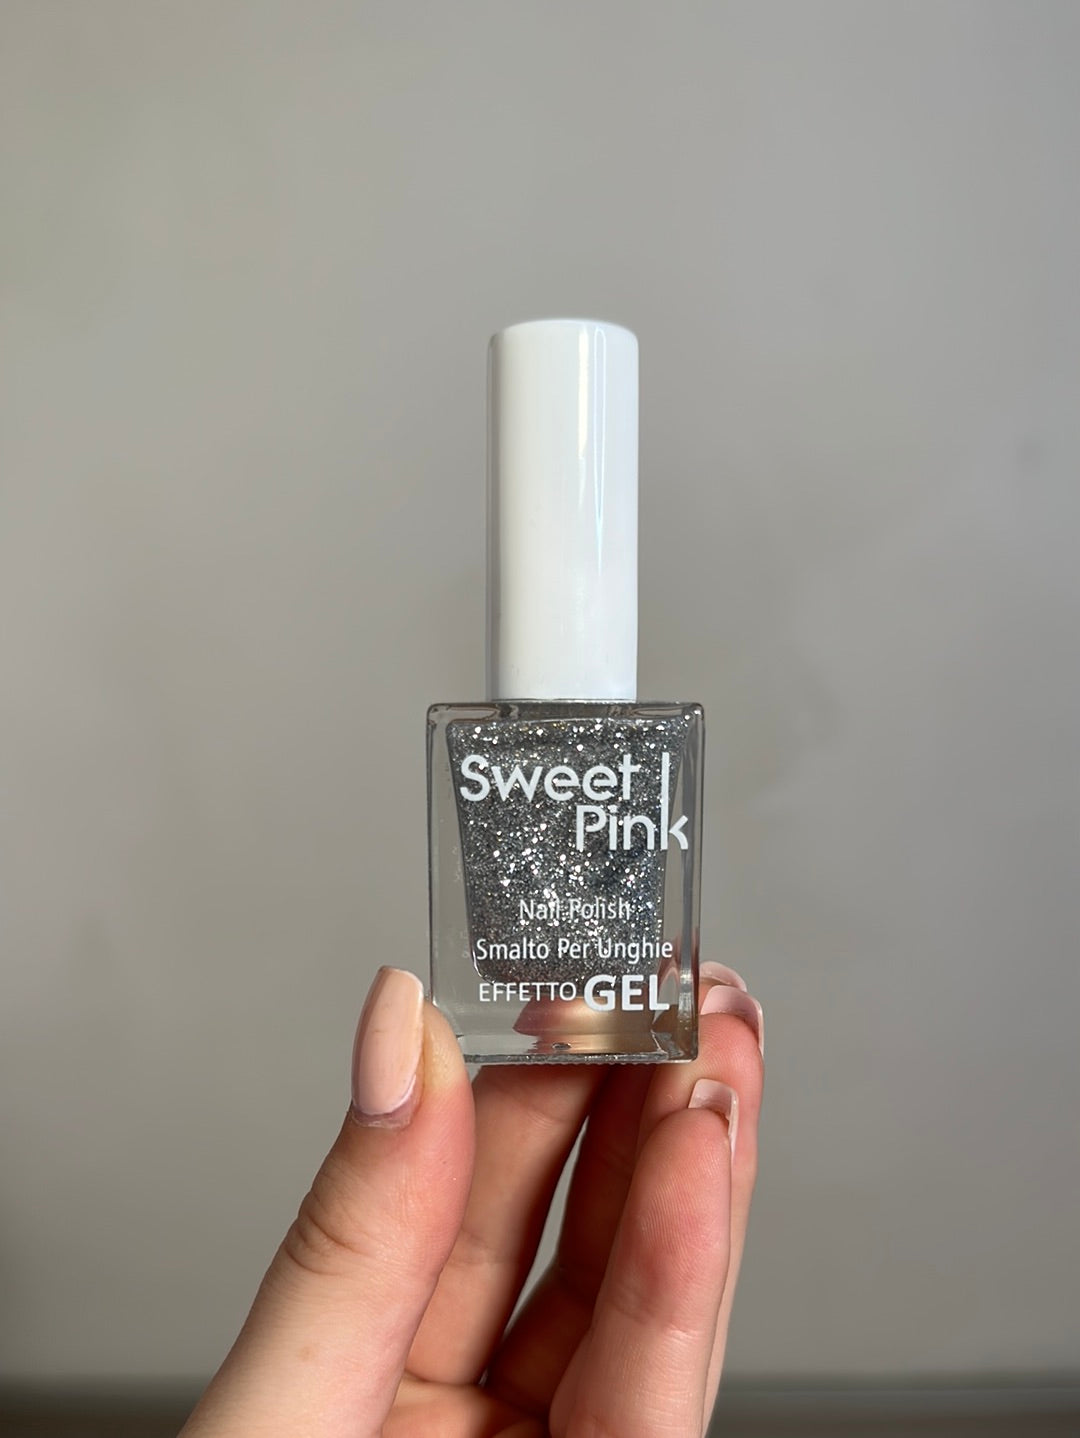 Sweet
Pink
Nail Polish
Smalto Per Unghie
EFFETTO GEL